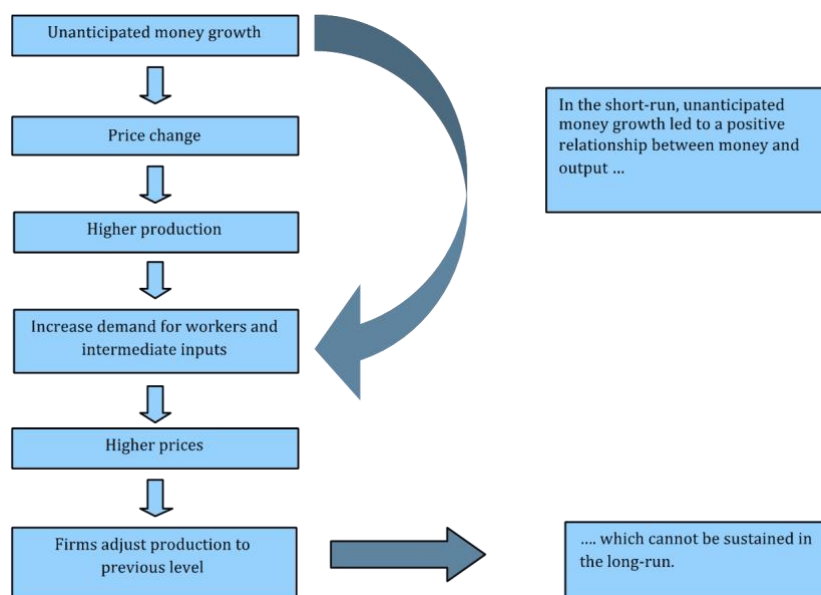 Unanticipated money growth
Price change
Higher production
Increase demand for workers and
intermediate inputs
Higher prices
Firms adjust production to
previous level
In the short-run, unanticipated
money growth led to a positive
relationship between money and
output ...
.... which cannot be sustained in
the long-run.